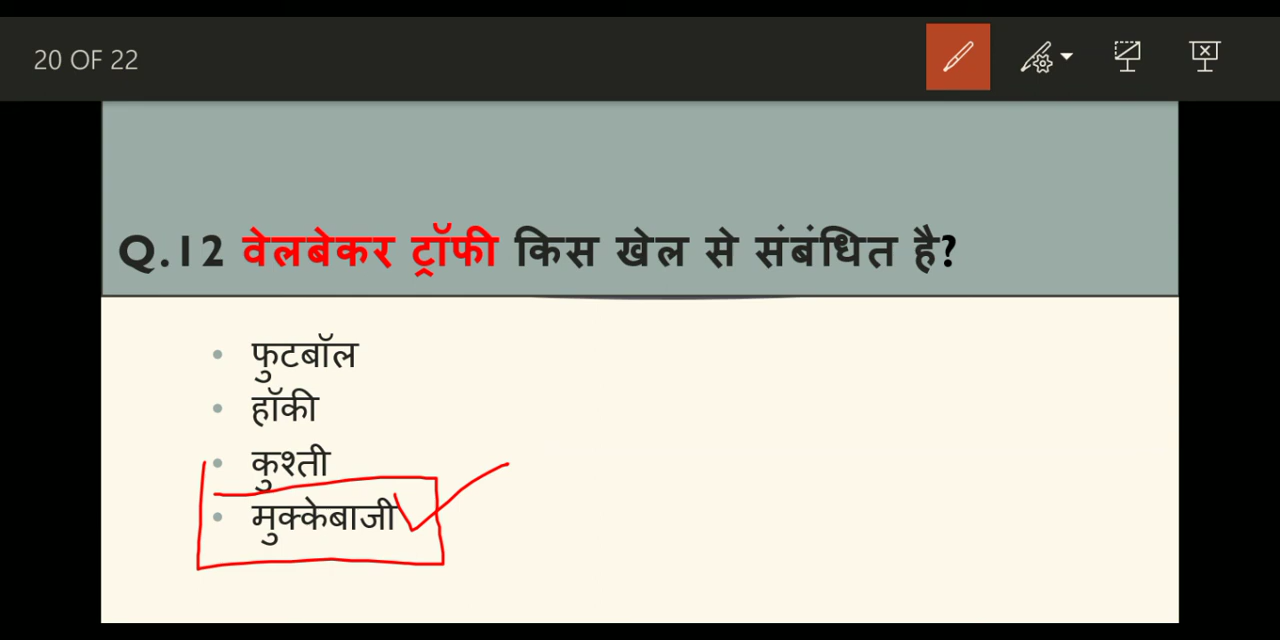 20 OF 22
Q.12 वेलबेकर ट्रॉफी किस खेल से संबंधित है?
• फुटबॉल
• हॉकी
• कुश्ती
• मुक्केबाजी